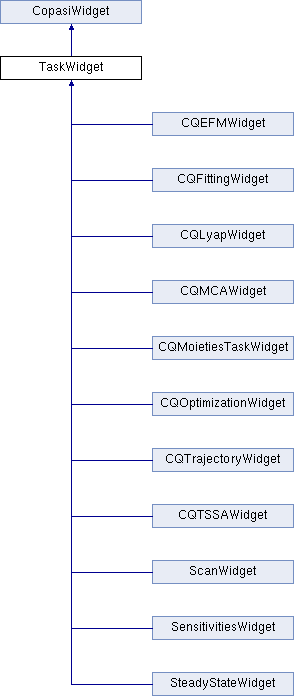 CopasiWidget
TaskWidget
CQEFMWidget
CQFittingWidget
CQLyapWidget
CQMCAWidget
CQMoietiesTaskWidget
CQOptimizationWidget
CQTrajectoryWidget
CQTSSAWidget
ScanWidget
SensitivitiesWidget
SteadyStateWidget